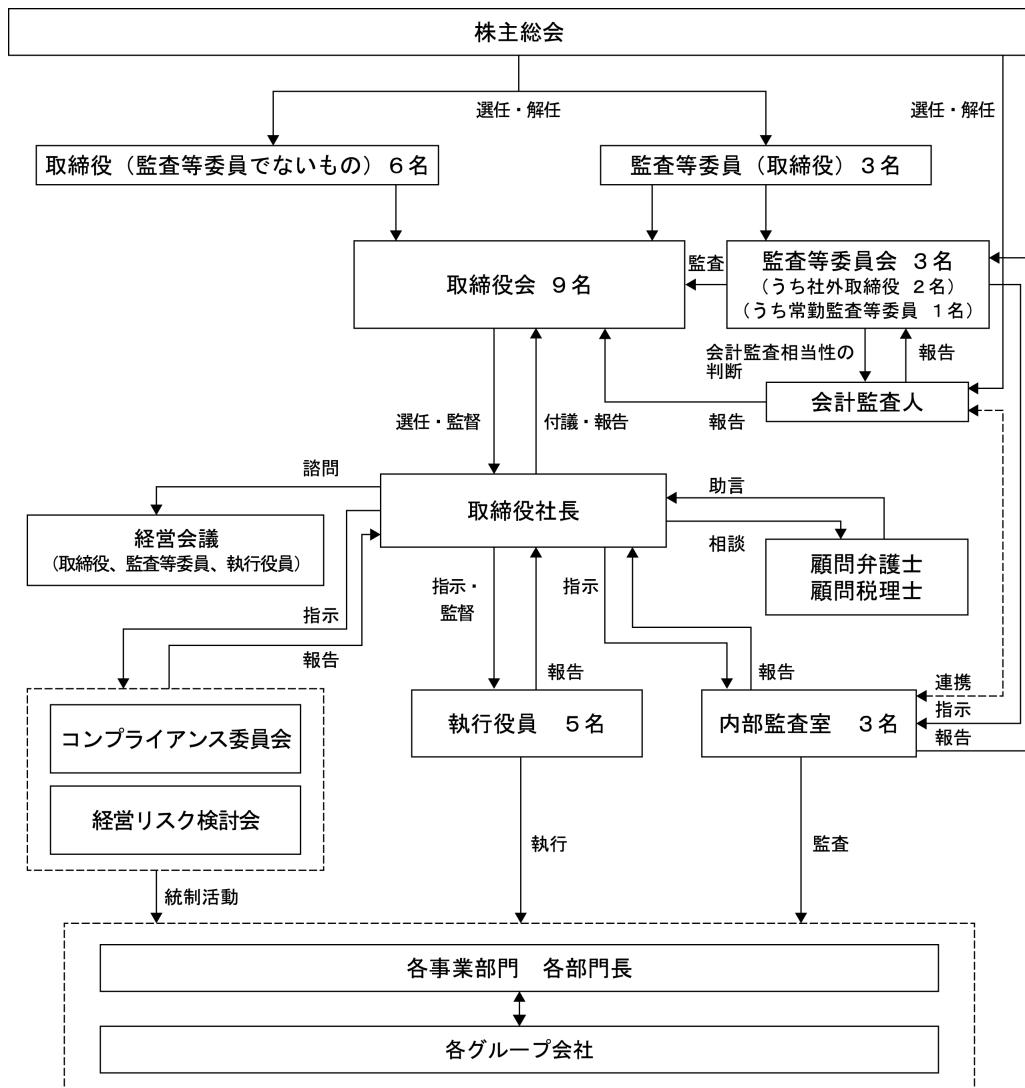 株主総会
選任・解任
選任・解任
取締役（監査等委員でないもの）６名
監査等委員（取締役）３名
取締役会 ９名
監査
監査等委員会 ３名
（うち社外取締役 ２名）
（うち常勤監査等委員 １名）
会計監査相当性の
判断
報告
会計監査人
報告
選任・監督
付議・報告
諮問
取締役社長
助言
相談
経営会議
（取締役、監査等委員、執行役員）
顧問弁護士
顧問税理士
指示
報告
指示・
監督
報告
指示
報告
連携
指示
報告
コンプライアンス委員会
経営リスク検討会
執行役員 ５名
内部監査室 ３名
統制活動
執行
監査
各事業部門 各部門長
各グループ会社